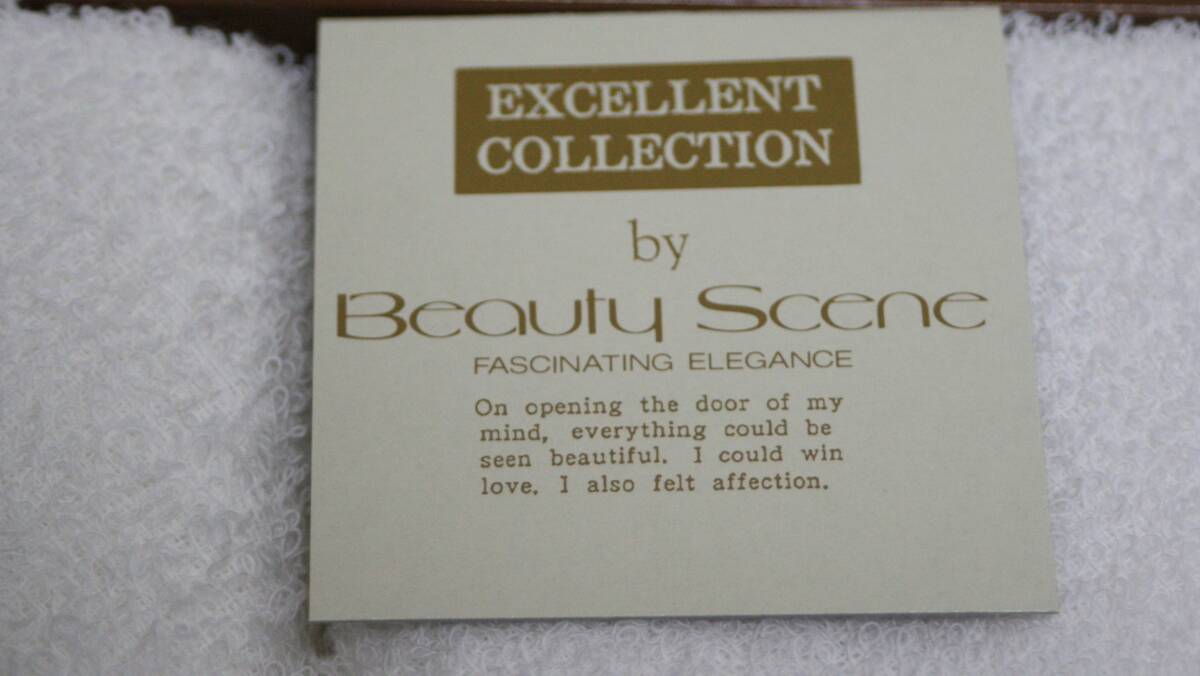 EXCELLENT
COLLECTION
by
Beauty Scene
FASCINATING ELEGANCE
On opening the door of my
mind, everything could be
seen beautiful. I could win
love. I also felt affection.